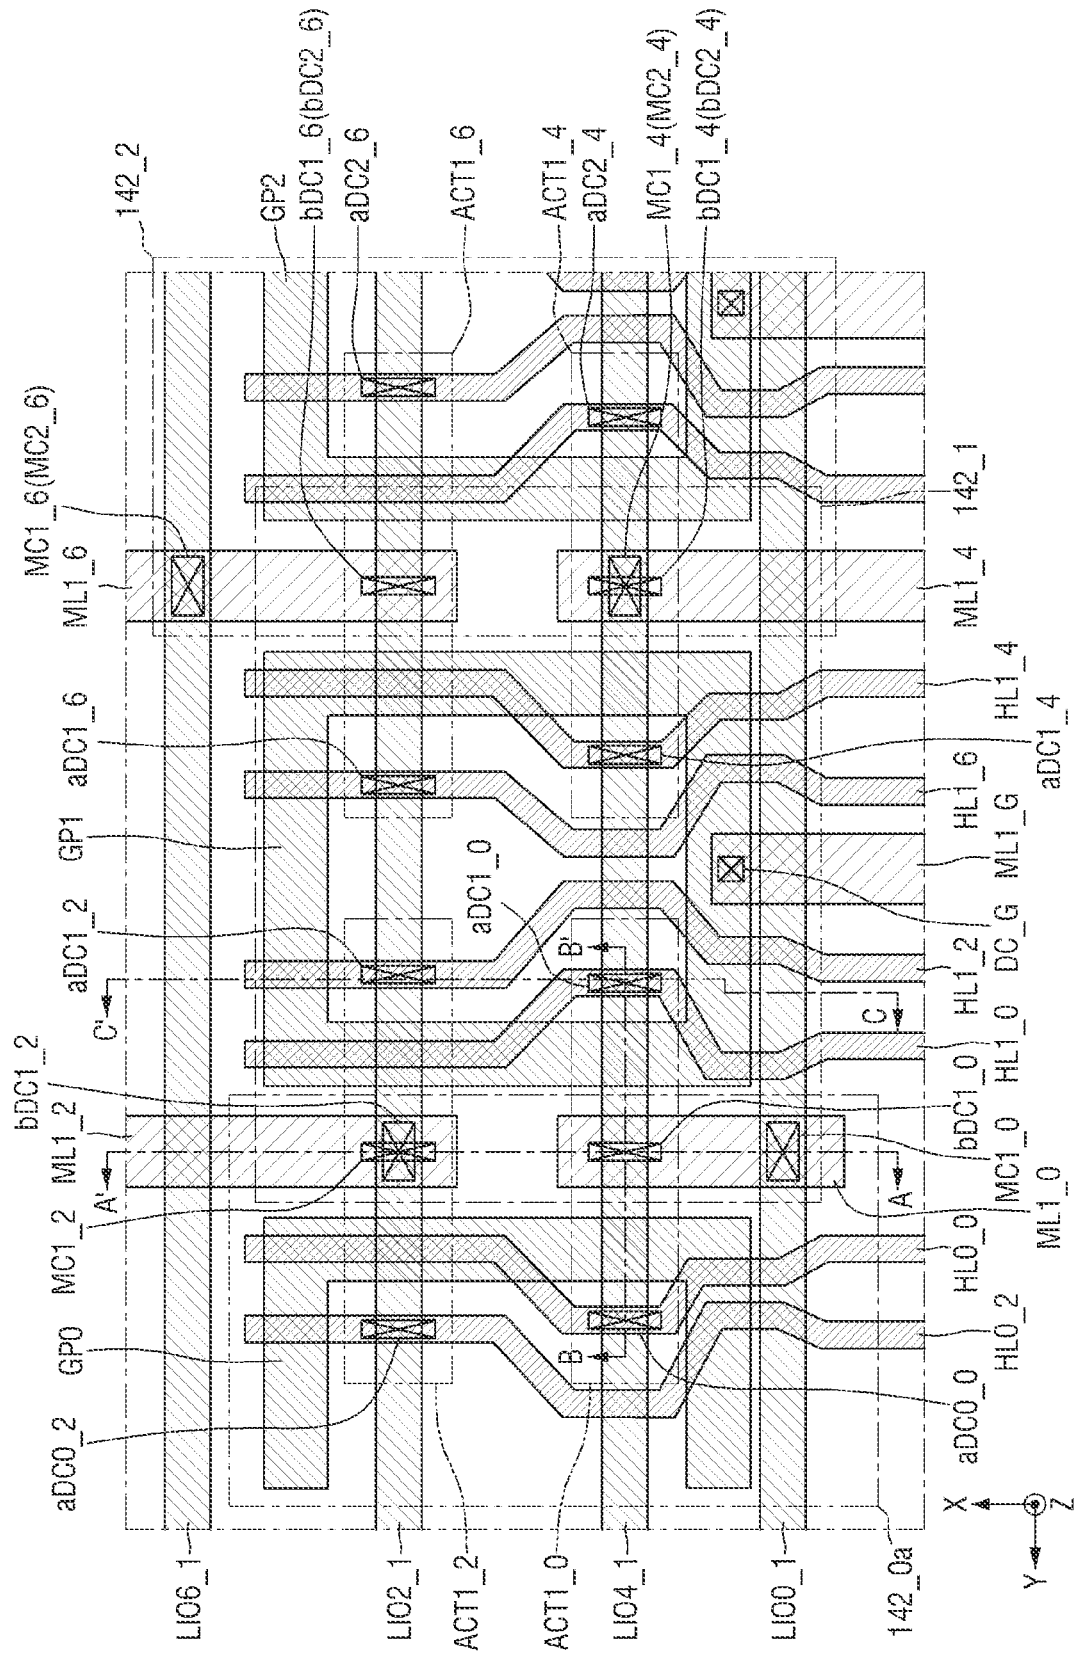 142_2
GP2
bDC1_6(bDC2_6)
aDC2_6
ACT1_6
ACT1_4
aDC2_4
MC1_4(MC2_4)
bDC1_4(bDC2_4)
MC1_6(MC2_6)
ML1_6
142_1
ML1_4
aDC1_6
GP1
aDC1_2
aDC1_0
HL1_4
aDC1_4
HL1_6
ML1_G
DC_G
HL1_2
HL1_0
C'
C
B'
B
bDC1_2
ML1_2
A'
A
MC1_2
bDC1_0
MC1_0
ML1_0
GP0
aDC0_2
HL0_0
HL0_2
aDC0_0
LIO6_1
LIO2_1
ACT1_2
ACT1_0
LIO4_1
LIO0_1
142_0a
X
Y
Z